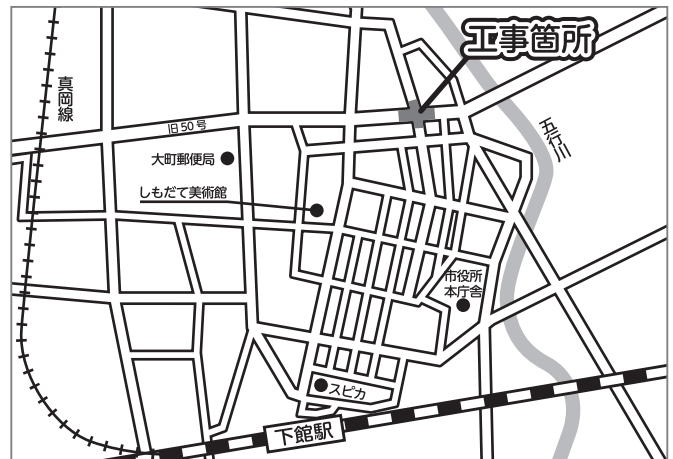 工事箇所
真岡線
旧50号
五行川
大町郵便局
しもだて美術館
市役所
本庁舎
スピカ
下館駅